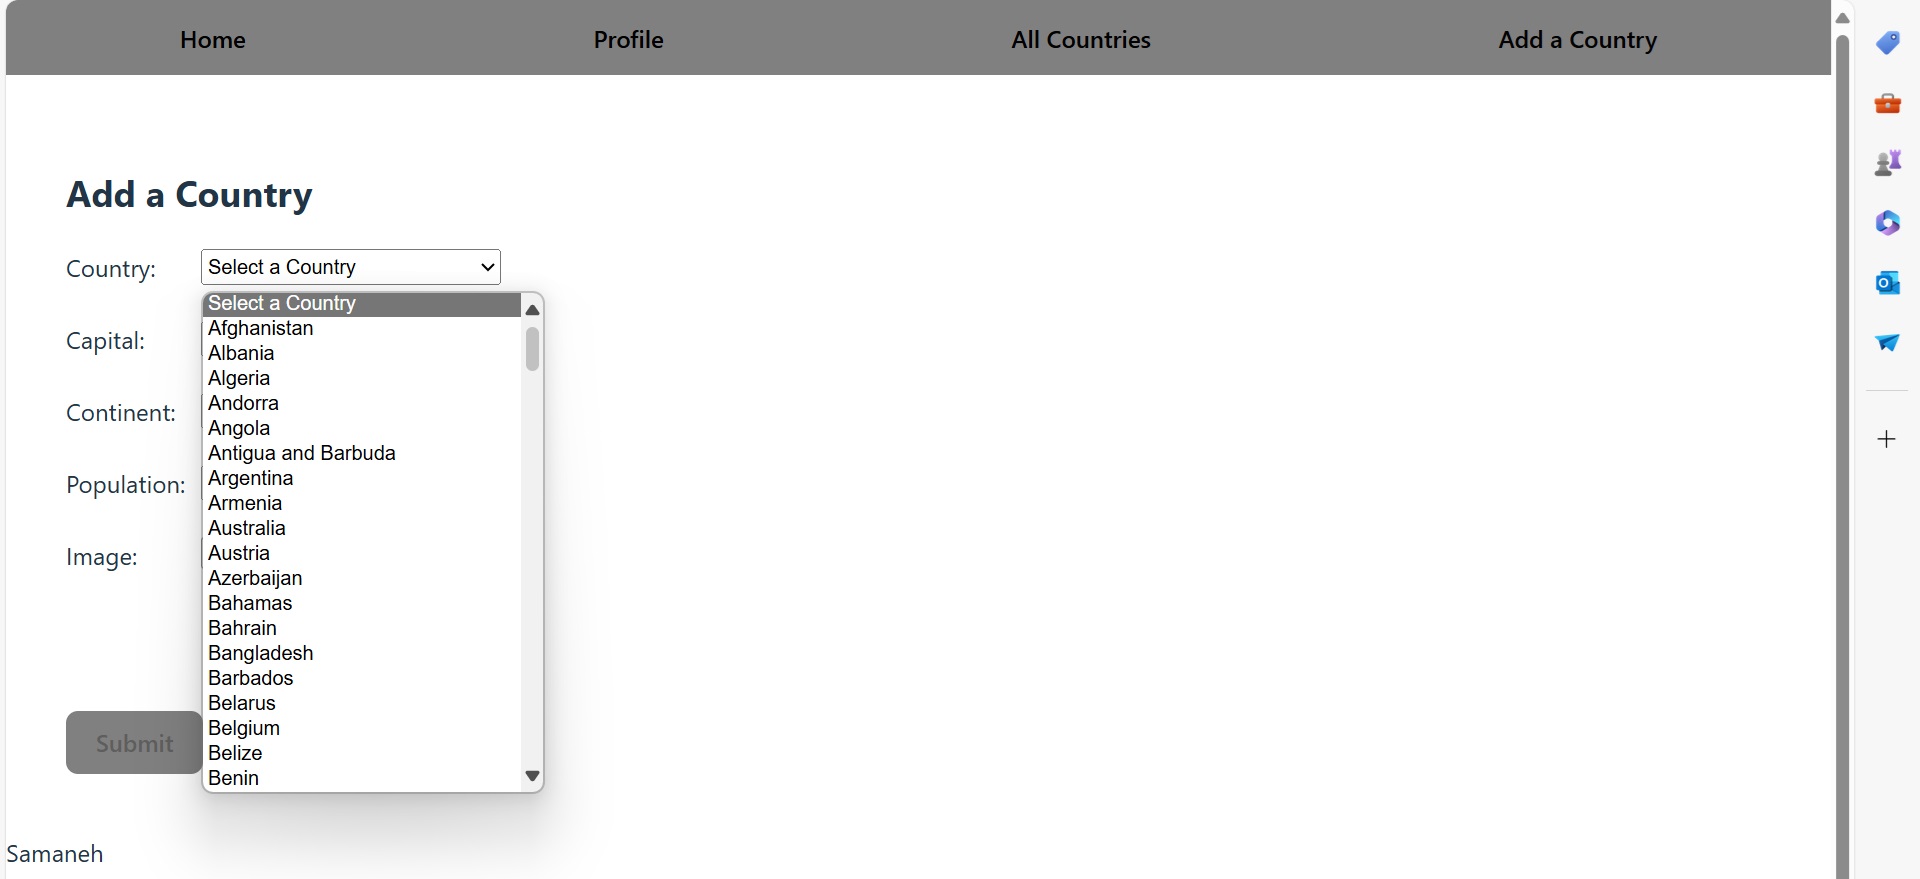 Home Profile All Countries Add a Country
Add a Country
Country: Select a Country
Select a Country
Afghanistan
Capital:
Albania
Algeria
Andorra
Continent:
Angola
Antigua and Barbuda
Argentina
Population:
Armenia
Australia
Austria
Image:
Azerbaijan
Bahamas
Bahrain
Bangladesh
Barbados
Belarus
Belgium
Submit
Belize
Benin
Samaneh